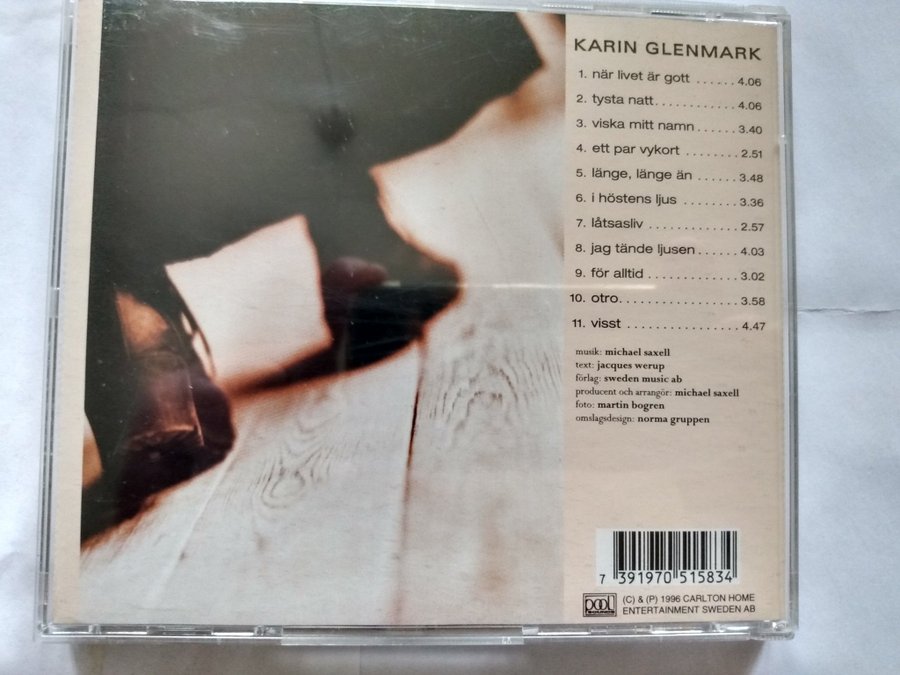 KARIN GLENMARK
1. när livet är gott ...... 4.06
2. tysta natt............ 4.06
3. viska mitt namn...... 3.40
4. ett par vykort ........ 2.51
5. länge, länge än ...... 3.48
6. i höstens ljus ........ 3.36
7. låtsasliv ............. 2.57
8. jag tände ljusen...... 4.03
9. för alltid ............. 3.02
10. otro................. 3.58
11. visst ................ 4.47
musik: michael saxell
text: jacques werup
förlag: sweden music ab
producent och arrangör: michael saxell
foto: martin bogren
omslagsdesign: norma gruppen
7 391970 515834
pool SOUNDS
(C) & (P) 1996 CARLTON HOME
ENTERTAINMENT SWEDEN AB